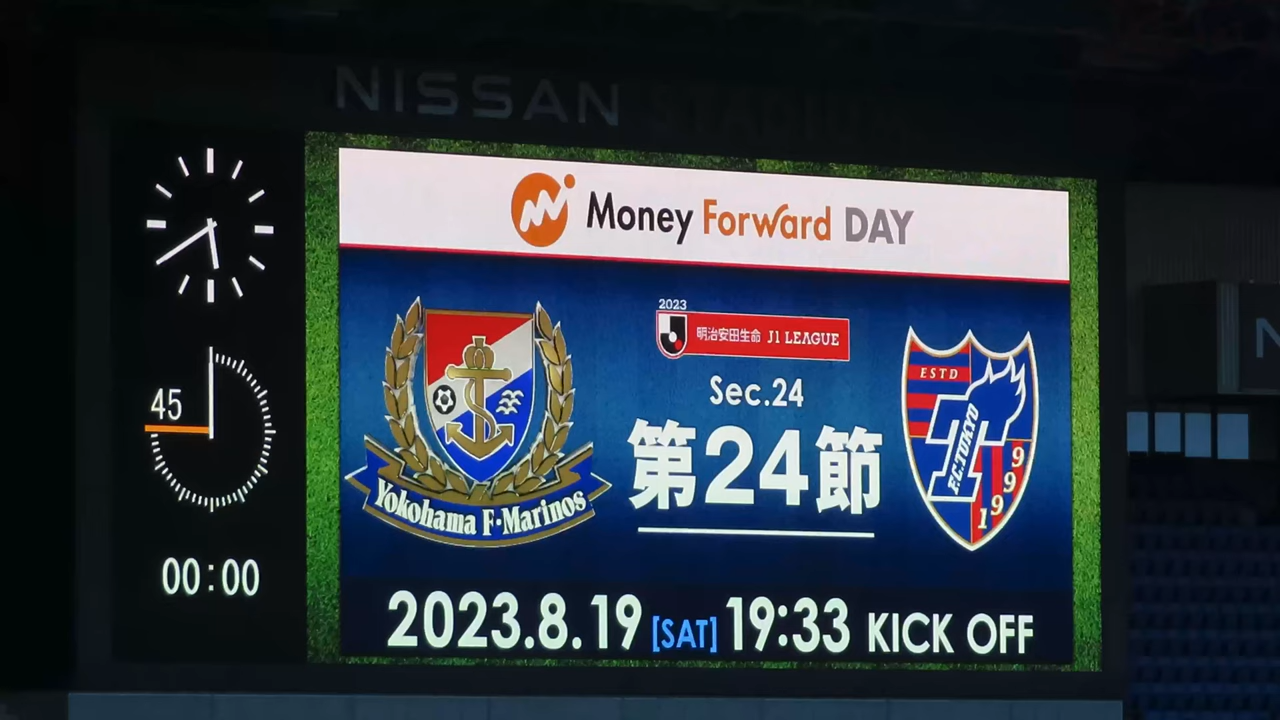 NISSAN STADIUM
Money Forward DAY
45
00:00
2023
明治安田生命 J1 LEAGUE
Sec.24
第24節
Yokohama F·Marinos
ESTD
F.C.TOKYO
1999
2023.8.19 [SAT] 19:33 KICK OFF
N